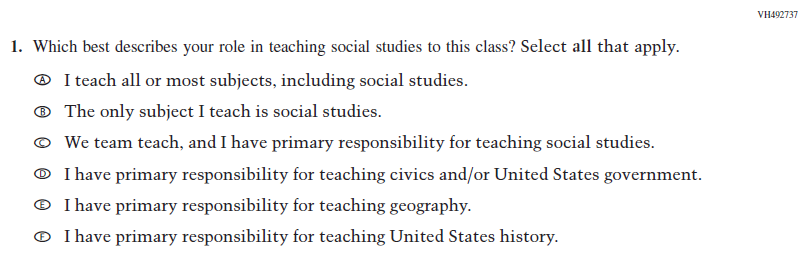 VH492737
1. Which best describes your role in teaching social studies to this class? Select all that apply.
Ⓐ I teach all or most subjects, including social studies.
Ⓑ The only subject I teach is social studies.
Ⓒ We team teach, and I have primary responsibility for teaching social studies.
Ⓓ I have primary responsibility for teaching civics and/or United States government.
Ⓔ I have primary responsibility for teaching geography.
Ⓕ I have primary responsibility for teaching United States history.